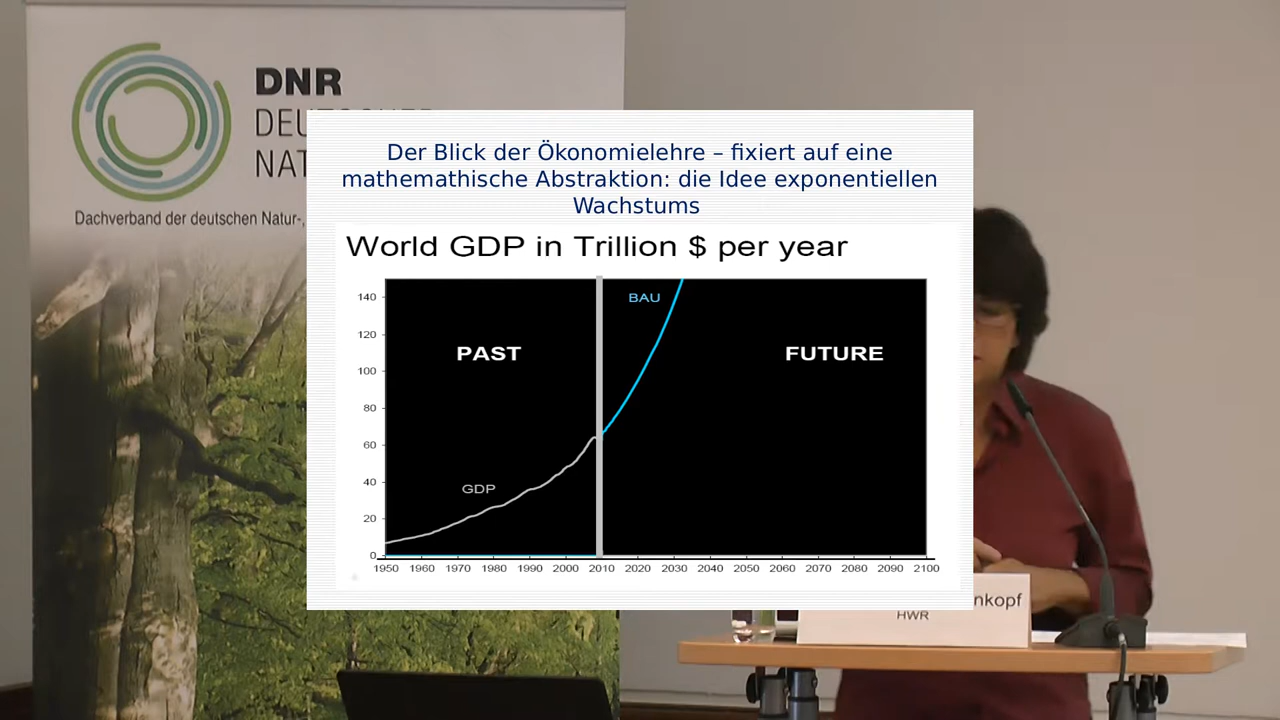 DNR
DEU
NAT
Dachverband der deutschen Natur-,
Der Blick der Ökonomielehre – fixiert auf eine
mathemathische Abstraktion: die Idee exponentiellen
Wachstums
World GDP in Trillion $ per year
140
120
100
80
60
40
20
0
BAU
PAST
FUTURE
GDP
1950 1960 1970 1980 1990 2000 2010 2020 2030 2040 2050 2060 2070 2080 2090 2100
nkopf
HWR